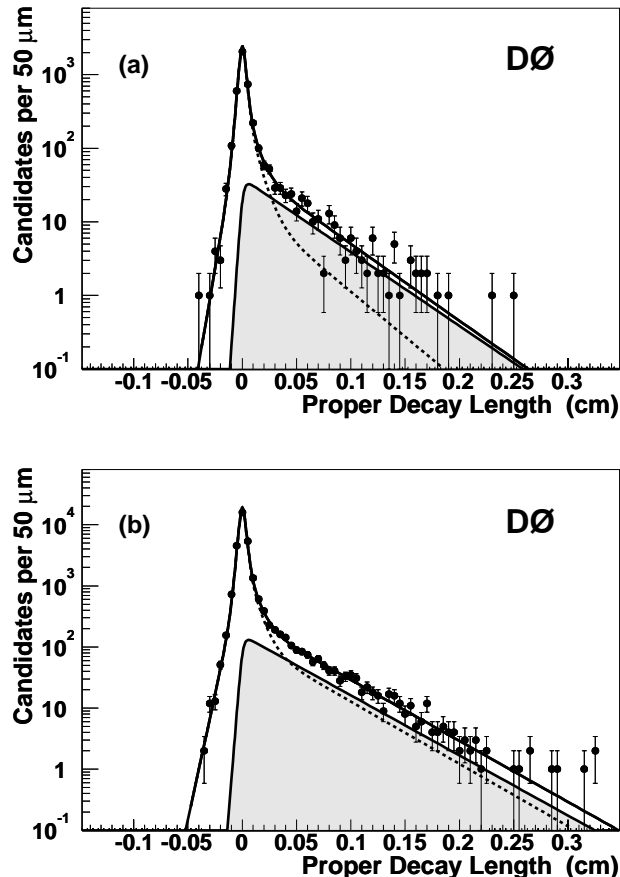 Candidates per 50 μm
(a)
DØ
10³
10²
10
1
10⁻¹
-0.1 -0.05 0 0.05 0.1 0.15 0.2 0.25 0.3
Proper Decay Length (cm)
Candidates per 50 μm
(b)
DØ
10⁴
10³
10²
10
1
10⁻¹
-0.1 -0.05 0 0.05 0.1 0.15 0.2 0.25 0.3
Proper Decay Length (cm)